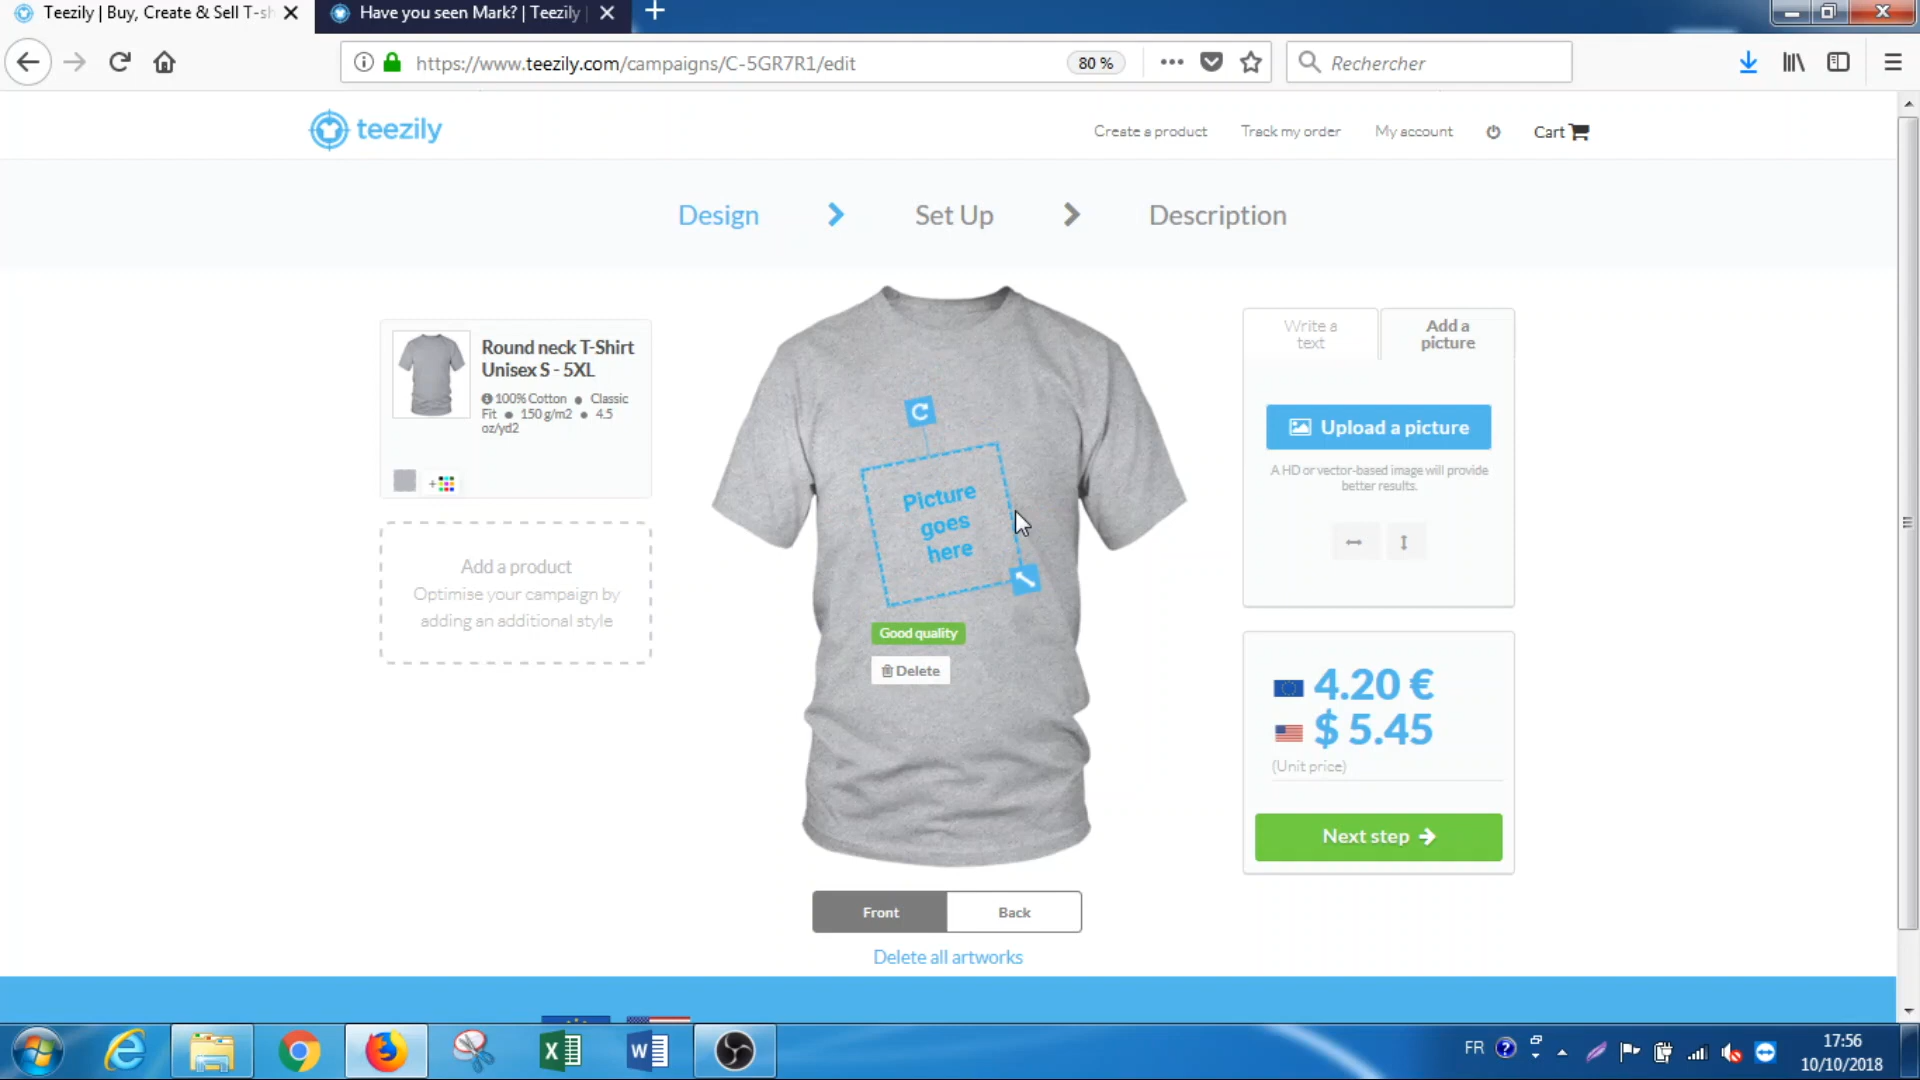 Teezily | Buy, Create & Sell T-sh
Have you seen Mark? | Teezily
https://www.teezily.com/campaigns/C-5GR7R1/edit
80 %
Rechercher
teezily
Create a product
Track my order
My account
Cart
Design
Set Up
Description
Round neck T-Shirt
Unisex S - 5XL
100% Cotton ● Classic
Fit ● 150 g/m2 ● 4.5
oz/yd2
+
Add a product
Optimise your campaign by
adding an additional style
Picture
goes
here
Good quality
Delete
Front
Back
Delete all artworks
Write a
text
Add a
picture
Upload a picture
A HD or vector-based image will provide
better results.
4.20 €
$ 5.45
(Unit price)
Next step
FR
17:56
10/10/2018